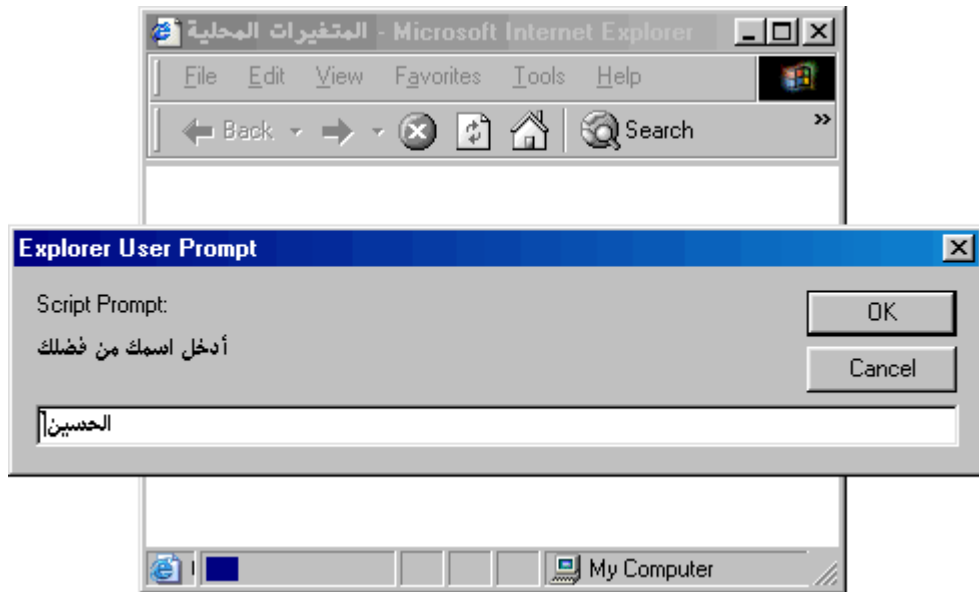 المتغيرات المحلية - Microsoft Internet Explorer
File Edit View Favorites Tools Help
Back Search »
Explorer User Prompt
Script Prompt:
OK
أدخل اسمك من فضلك
Cancel
الحسين
My Computer